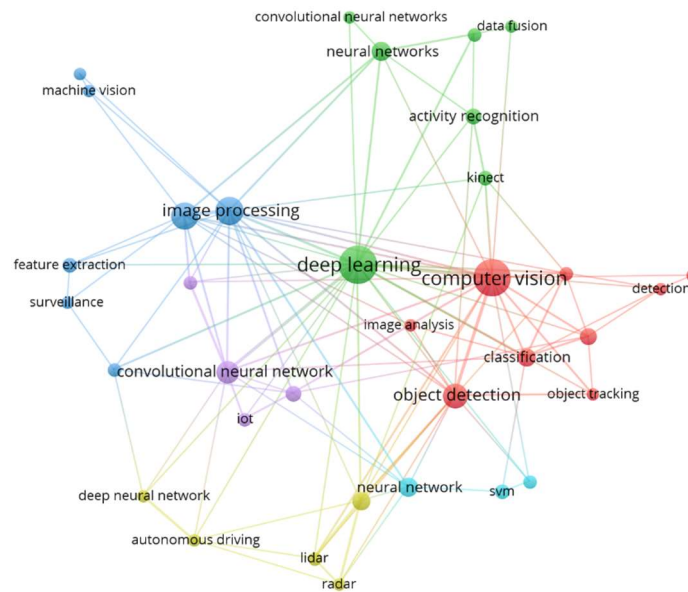 convolutional neural networks
data fusion
neural networks
machine vision
activity recognition
kinect
image processing
feature extraction
deep learning
computer vision
detection
surveillance
image analysis
classification
convolutional neural network
object detection
object tracking
iot
deep neural network
neural network
svm
autonomous driving
lidar
radar